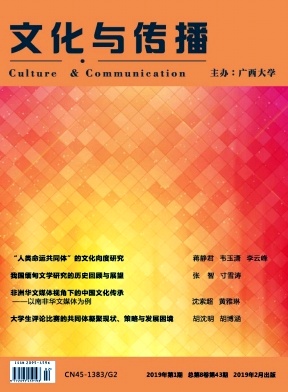 文化与传播
Culture & Communication
主办：广西大学
“人类命运共同体”的文化向度研究 蒋静君 韦玉潇 李云峰
我国缅甸文学研究的历史回顾与展望 张智 寸雪涛
非洲华文媒体视角下的中国文化传承
——以南非华文媒体为例 沈索超 黄雅琳
大学生评论比赛的共同体凝聚现状、策略与发展困境 胡沈明 胡博涵
CN45-1383/G2
2019年第1期 总第8卷第43期 2019年2月出版